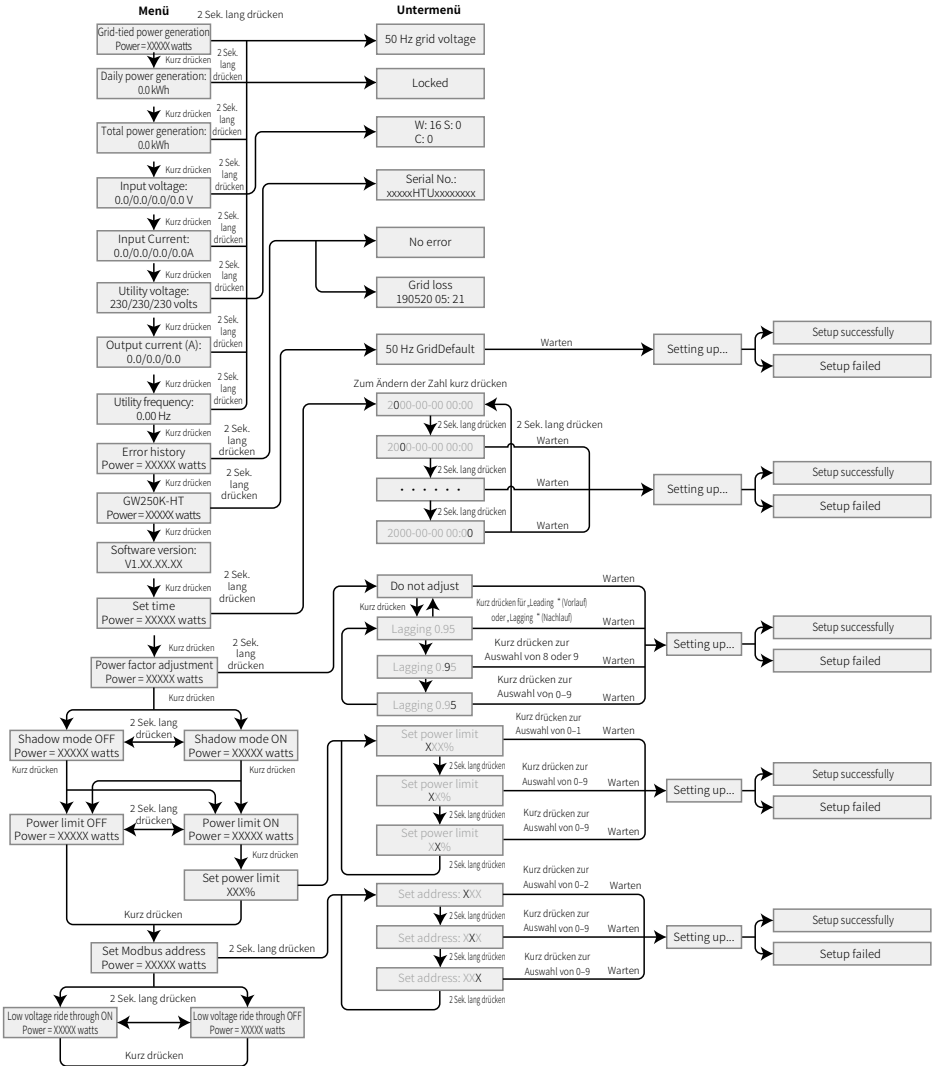 Menü
Untermenü
2 Sek. lang drücken
Grid-tied power generation
Power = XXXXX watts
50 Hz grid voltage
Kurz drücken
2 Sek.
lang
drücken
Daily power generation:
0.0 kWh
Locked
Kurz drücken
2 Sek.
lang
drücken
Total power generation:
0.0 kWh
W: 16 S: 0
C: 0
Kurz drücken
2 Sek.
lang
drücken
Input voltage:
0.0/0.0/0.0/0.0 V
Serial No.:
xxxxxHTUxxxxxxxx
Kurz drücken
2 Sek.
lang
drücken
Input Current:
0.0/0.0/0.0/0.0A
No error
Kurz drücken
2 Sek.
lang
drücken
Utility voltage:
230/230/230 volts
Grid loss
190520 05: 21
Kurz drücken
2 Sek.
lang
drücken
Output current (A):
0.0/0.0/0.0
50 Hz GridDefault
Warten
Setting up...
Setup successfully
Setup failed
Kurz drücken
2 Sek.
lang
drücken
Utility frequency:
0.00 Hz
Zum Ändern der Zahl kurz drücken
2000-00-00 00:00
2 Sek. lang drücken
2 Sek. lang drücken
Kurz drücken
2 Sek.
lang
drücken
Error history
Power = XXXXX watts
2000-00-00 00:00
Warten
2 Sek. lang drücken
Kurz drücken
2 Sek.
lang
drücken
GW250K-HT
Power = XXXXX watts
. . . . . .
Warten
Setting up...
Setup successfully
Setup failed
2 Sek. lang drücken
Kurz drücken
2000-00-00 00:00
Warten
Software version:
V1.XX.XX.XX
Kurz drücken
2 Sek.
lang
drücken
Set time
Power = XXXXX watts
Do not adjust
Warten
Kurz drücken
Kurz drücken für „Leading “ (Vorlauf)
oder „Lagging “ (Nachlauf)
Lagging 0.95
Warten
Kurz drücken
2 Sek.
lang
drücken
Power factor adjustment
Power = XXXXX watts
Kurz drücken zur
Auswahl von 8 oder 9
Lagging 0.95
Warten
Setting up...
Setup successfully
Setup failed
Kurz drücken zur
Auswahl von 0–9
Lagging 0.95
Warten
Kurz drücken
Shadow mode OFF
Power = XXXXX watts
2 Sek. lang
drücken
Shadow mode ON
Power = XXXXX watts
Kurz drücken
Kurz drücken
Set power limit
XXX%
Kurz drücken zur
Auswahl von 0–1
Warten
2 Sek. lang drücken
Set power limit
XX%
Kurz drücken zur
Auswahl von 0–9
Warten
Setting up...
Setup successfully
Setup failed
2 Sek. lang drücken
Set power limit
XX%
Kurz drücken zur
Auswahl von 0–9
Warten
2 Sek. lang drücken
Power limit OFF
Power = XXXXX watts
2 Sek. lang
drücken
Power limit ON
Power = XXXXX watts
Kurz drücken
Set power limit
XXX%
Kurz drücken
Set address: XXX
Kurz drücken zur
Auswahl von 0–2
Warten
2 Sek. lang drücken
Set Modbus address
Power = XXXXX watts
2 Sek. lang drücken
Set address: XXX
Kurz drücken zur
Auswahl von 0–9
Warten
Setting up...
Setup successfully
Setup failed
2 Sek. lang drücken
Set address: XXX
Kurz drücken zur
Auswahl von 0–9
Warten
2 Sek. lang drücken
2 Sek. lang drücken
Low voltage ride through ON
Power = XXXXX watts
Low voltage ride through OFF
Power = XXXXX watts
Kurz drücken